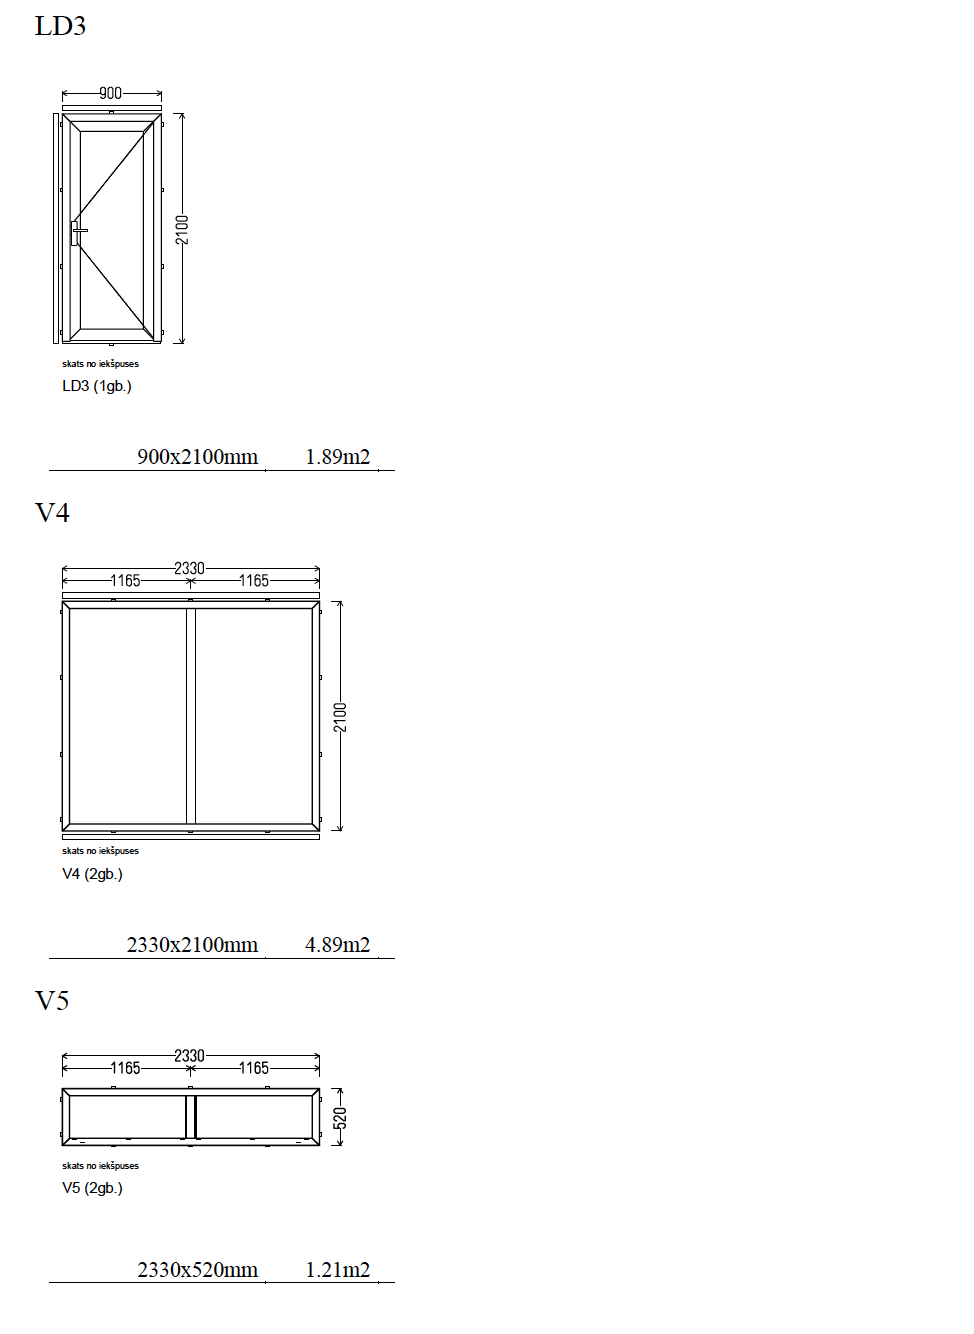 LD3
900
2100
skats no iekšpuses
LD3 (1gb.)
900x2100mm 1.89m2
V4
2330
1165 1165
2100
skats no iekšpuses
V4 (2gb.)
2330x2100mm 4.89m2
V5
2330
1165 1165
520
skats no iekšpuses
V5 (2gb.)
2330x520mm 1.21m2